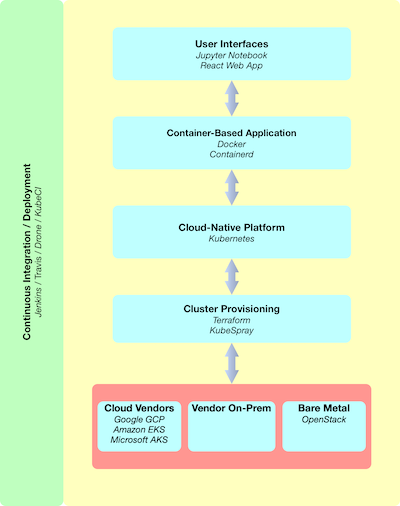 Continuous Integration / Deployment
Jenkins / Travis / Drone / KubeCI
User Interfaces
Jupyter Notebook
React Web App
Container-Based Application
Docker
Containerd
Cloud-Native Platform
Kubernetes
Cluster Provisioning
Terraform
KubeSpray
Cloud Vendors
Google GCP
Amazon EKS
Microsoft AKS
Vendor On-Prem
Bare Metal
OpenStack